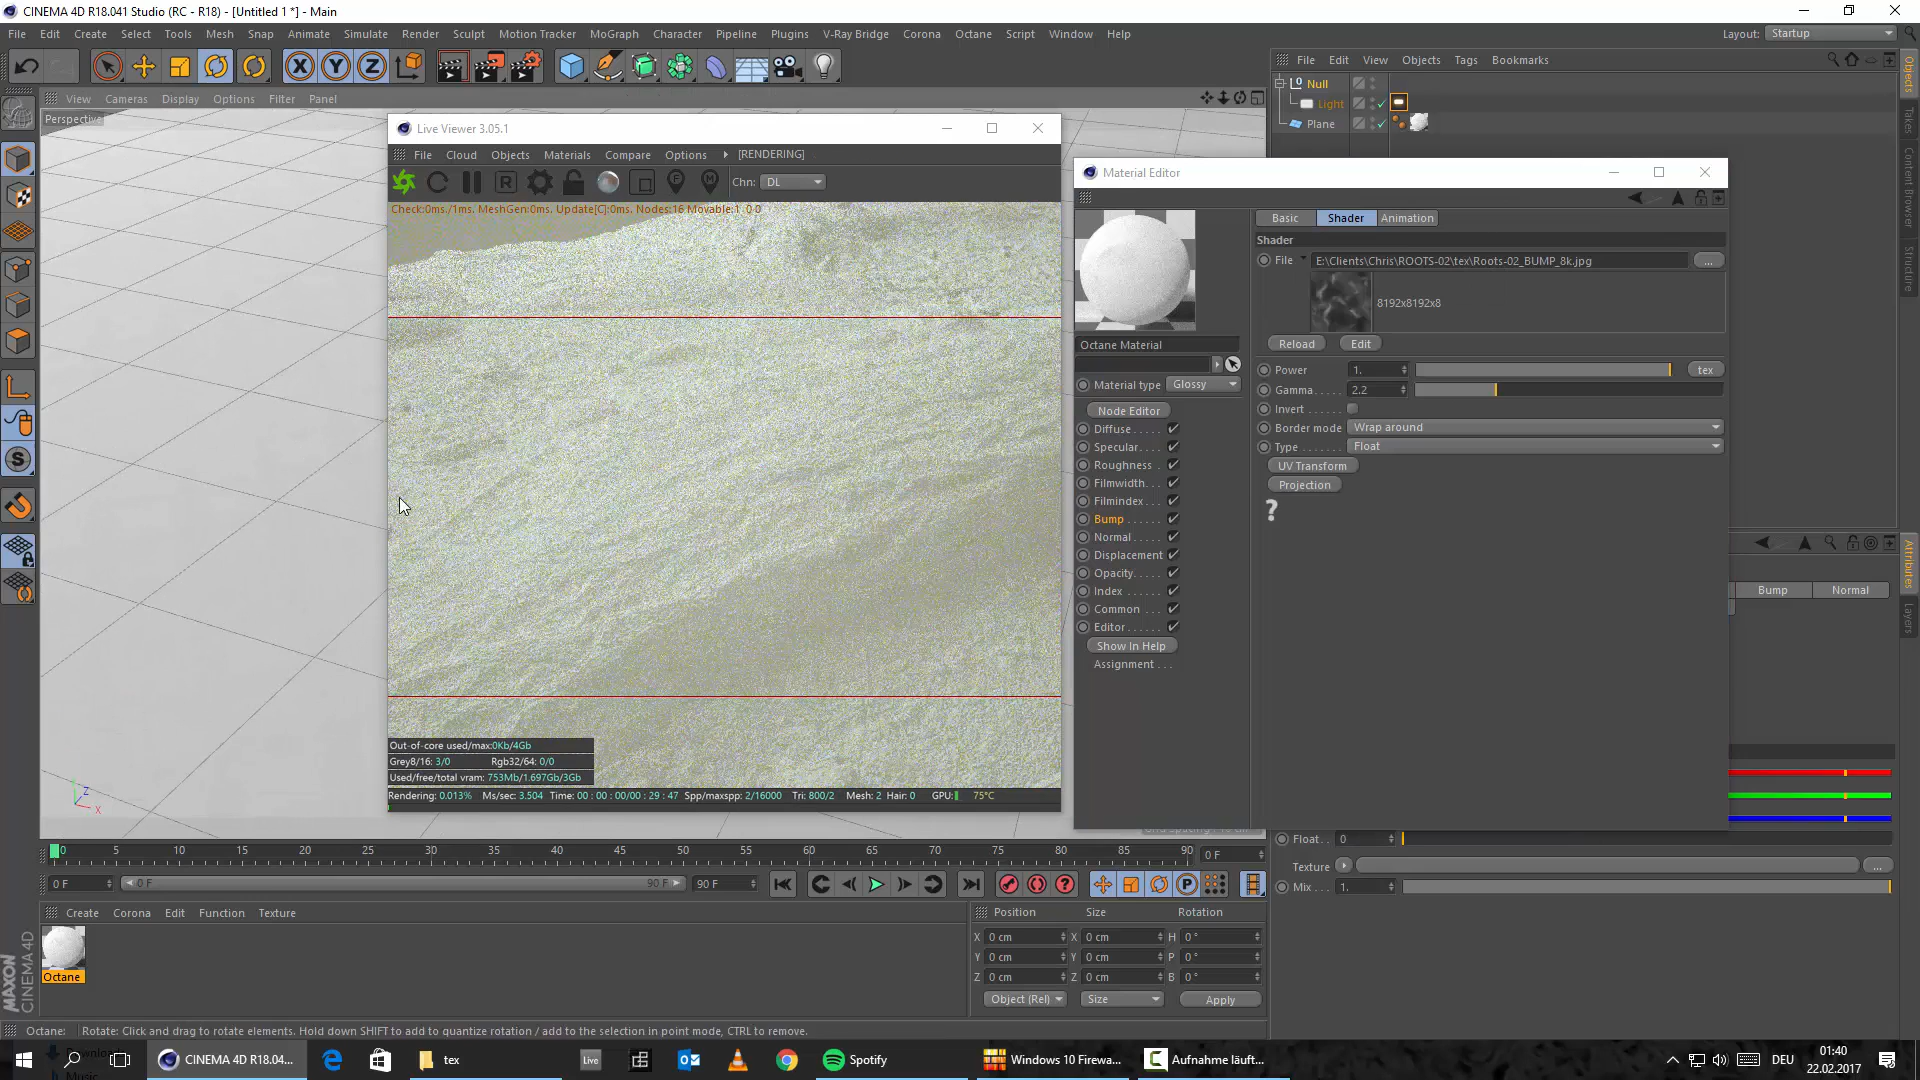 CINEMA 4D R18.041 Studio (RC - R18) - [Untitled 1 *] - Main
File Edit Create Select Tools Mesh Snap Animate Simulate Render Sculpt Motion Tracker MoGraph Character Pipeline Plugins V-Ray Bridge Corona Octane Script Window Help
Layout: Startup
X Y Z
File Edit View Objects Tags Bookmarks
Null
Light
Plane
Objects
Takes
Content Browser
Structure
View Cameras Display Options Filter Panel
Perspective
Live Viewer 3.05.1
File Cloud Objects Materials Compare Options [RENDERING]
R
Chn: DL
Check:0ms./1ms. MeshGen:0ms. Update[C]:0ms. Nodes:16 Movable:1 0 0
Out-of-core used/max:0Kb/4Gb
Grey8/16: 3/0 Rgb32/64: 0/0
Used/free/total vram: 753Mb/1.697Gb/3Gb
Rendering: 0.013% Ms/sec: 3.504 Time: 00 : 00 : 00/00 : 29 : 47 Spp/maxspp: 2/16000 Tri: 800/2 Mesh: 2 Hair: 0 GPU: 75°C
Material Editor
Octane Material
Material type Glossy
Node Editor
Diffuse
Specular
Roughness
Filmwidth
Filmindex
Bump
Normal
Displacement
Opacity
Index
Common
Editor
Show In Help
Assignment
Basic Shader Animation
Shader
File E:\Clients\Chris\ROOTS-02\tex\Roots-02_BUMP_8k.jpg ...
8192x8192x8
Reload Edit
Power 1. tex
Gamma 2.2
Invert
Border mode Wrap around
Type Float
UV Transform
Projection
?
Attributes
Layers
Bump Normal
Float 0
Texture ...
Mix 1.
Z
X
0 5 10 15 20 25 30 35 40 45 50 55 60 65 70 75 80 85 90 0 F
0 F 0 F 90 F 90 F
Create Corona Edit Function Texture
Octane
MAXON CINEMA 4D
Position Size Rotation
X 0 cm X 0 cm H 0 °
Y 0 cm Y 0 cm P 0 °
Z 0 cm Z 0 cm B 0 °
Object (Rel) Size Apply
Octane: Rotate: Click and drag to rotate elements. Hold down SHIFT to add to quantize rotation / add to the selection in point mode, CTRL to remove.
CINEMA 4D R18.04...
tex
Live
Spotify
Windows 10 Firewa...
Aufnahme läuft...
DEU
01:40
22.02.2017